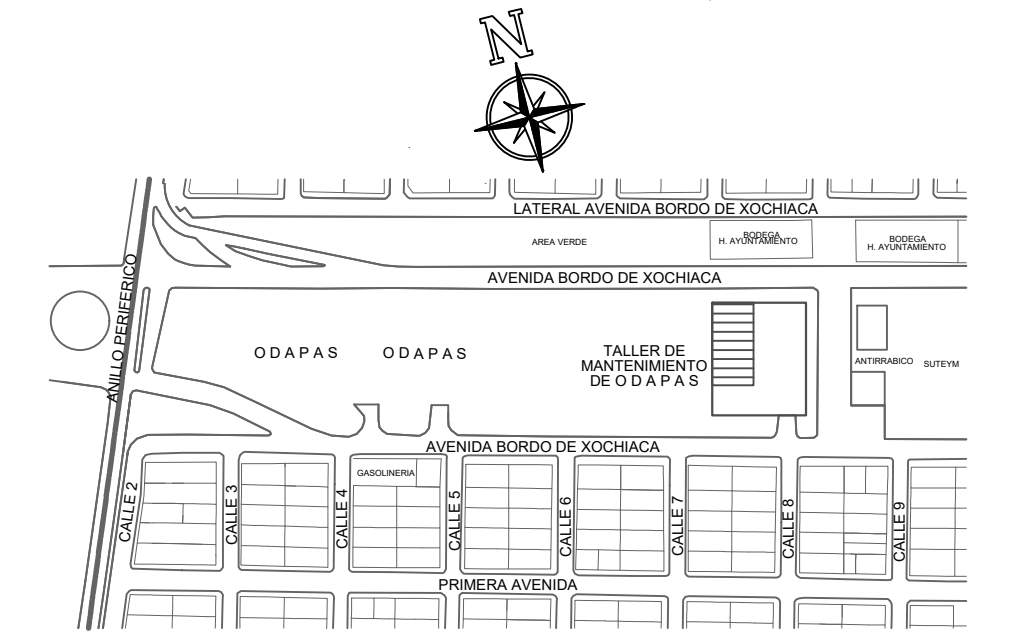 N
LATERAL AVENIDA BORDO DE XOCHIACA
AREA VERDE
BODEGA
H. AYUNTAMIENTO
BODEGA
H. AYUNTAMIENTO
AVENIDA BORDO DE XOCHIACA
ANILLO PERIFERICO
O D A P A S
O D A P A S
TALLER DE
MANTENIMIENTO
DE O D A P A S
ANTIRRABICO
SUTEYM
AVENIDA BORDO DE XOCHIACA
GASOLINERIA
CALLE 2
CALLE 3
CALLE 4
CALLE 5
CALLE 6
CALLE 7
CALLE 8
CALLE 9
PRIMERA AVENIDA